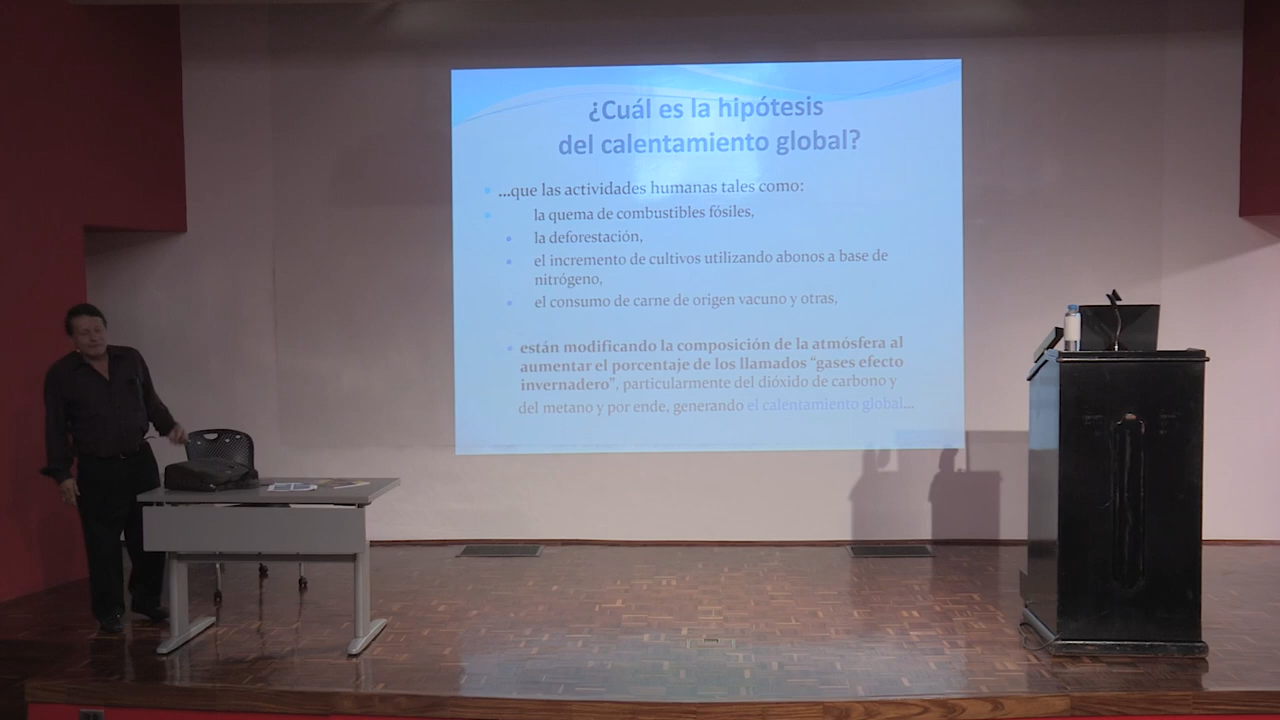 ¿Cuál es la hipótesis
del calentamiento global?
...que las actividades humanas tales como:
la quema de combustibles fósiles,
la deforestación,
el incremento de cultivos utilizando abonos a base de
nitrógeno,
el consumo de carne de origen vacuno y otras,
están modificando la composición de la atmósfera al
aumentar el porcentaje de los llamados “gases efecto
invernadero”, particularmente del dióxido de carbono y
del metano y por ende, generando el calentamiento global...